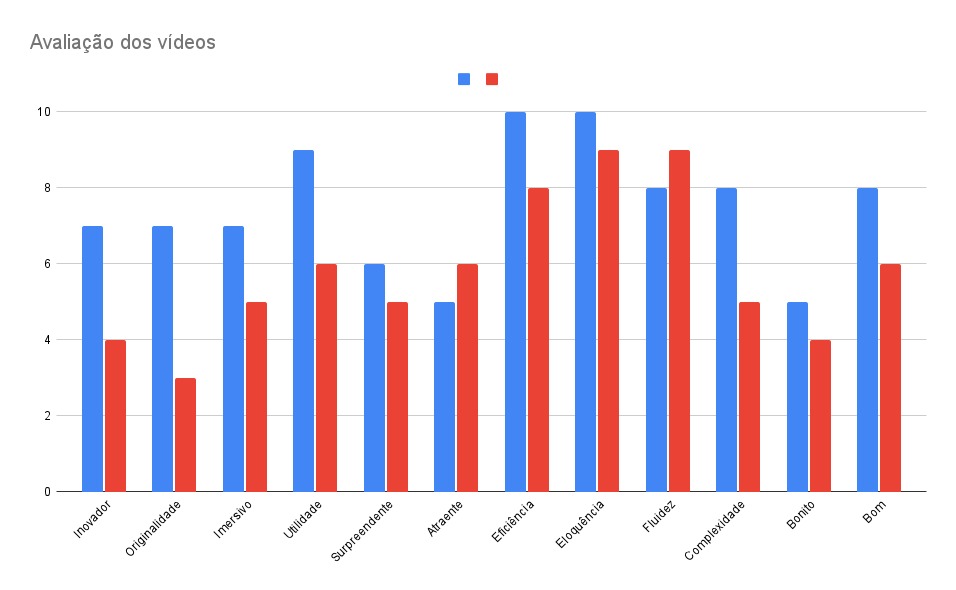 Avaliação dos vídeos
10
8
6
4
2
0
Inovador
Originalidade
Imersivo
Utilidade
Surpreendente
Atraente
Eficiência
Eloquência
Fluidez
Complexidade
Bonito
Bom